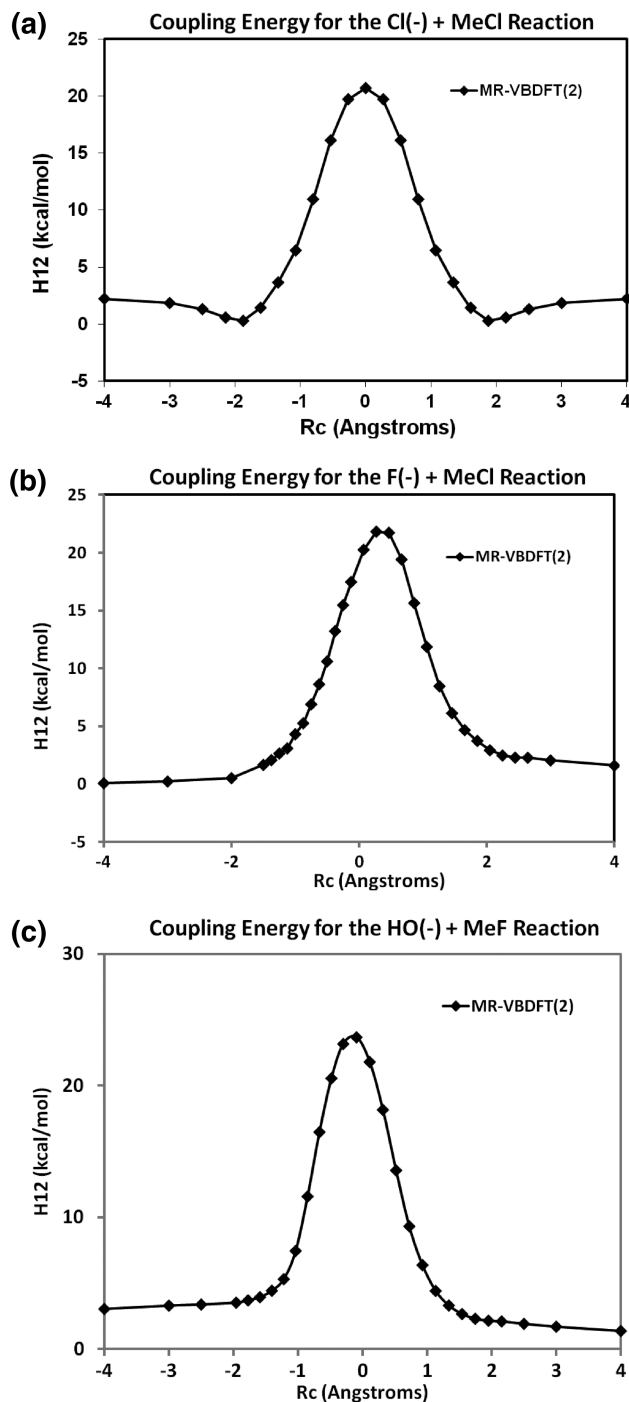 (a)
Coupling Energy for the Cl(-) + MeCl Reaction
25
20
15
10
5
0
-5
H12 (kcal/mol)
MR-VBDFT(2)
-4 -3 -2 -1 0 1 2 3 4
Rc (Angstroms)
(b)
Coupling Energy for the F(-) + MeCl Reaction
25
20
15
10
5
0
-5
H12 (kcal/mol)
MR-VBDFT(2)
-4 -2 0 2 4
Rc (Angstroms)
(c)
Coupling Energy for the HO(-) + MeF Reaction
30
20
10
0
H12 (kcal/mol)
MR-VBDFT(2)
-4 -3 -2 -1 0 1 2 3 4
Rc (Angstroms)